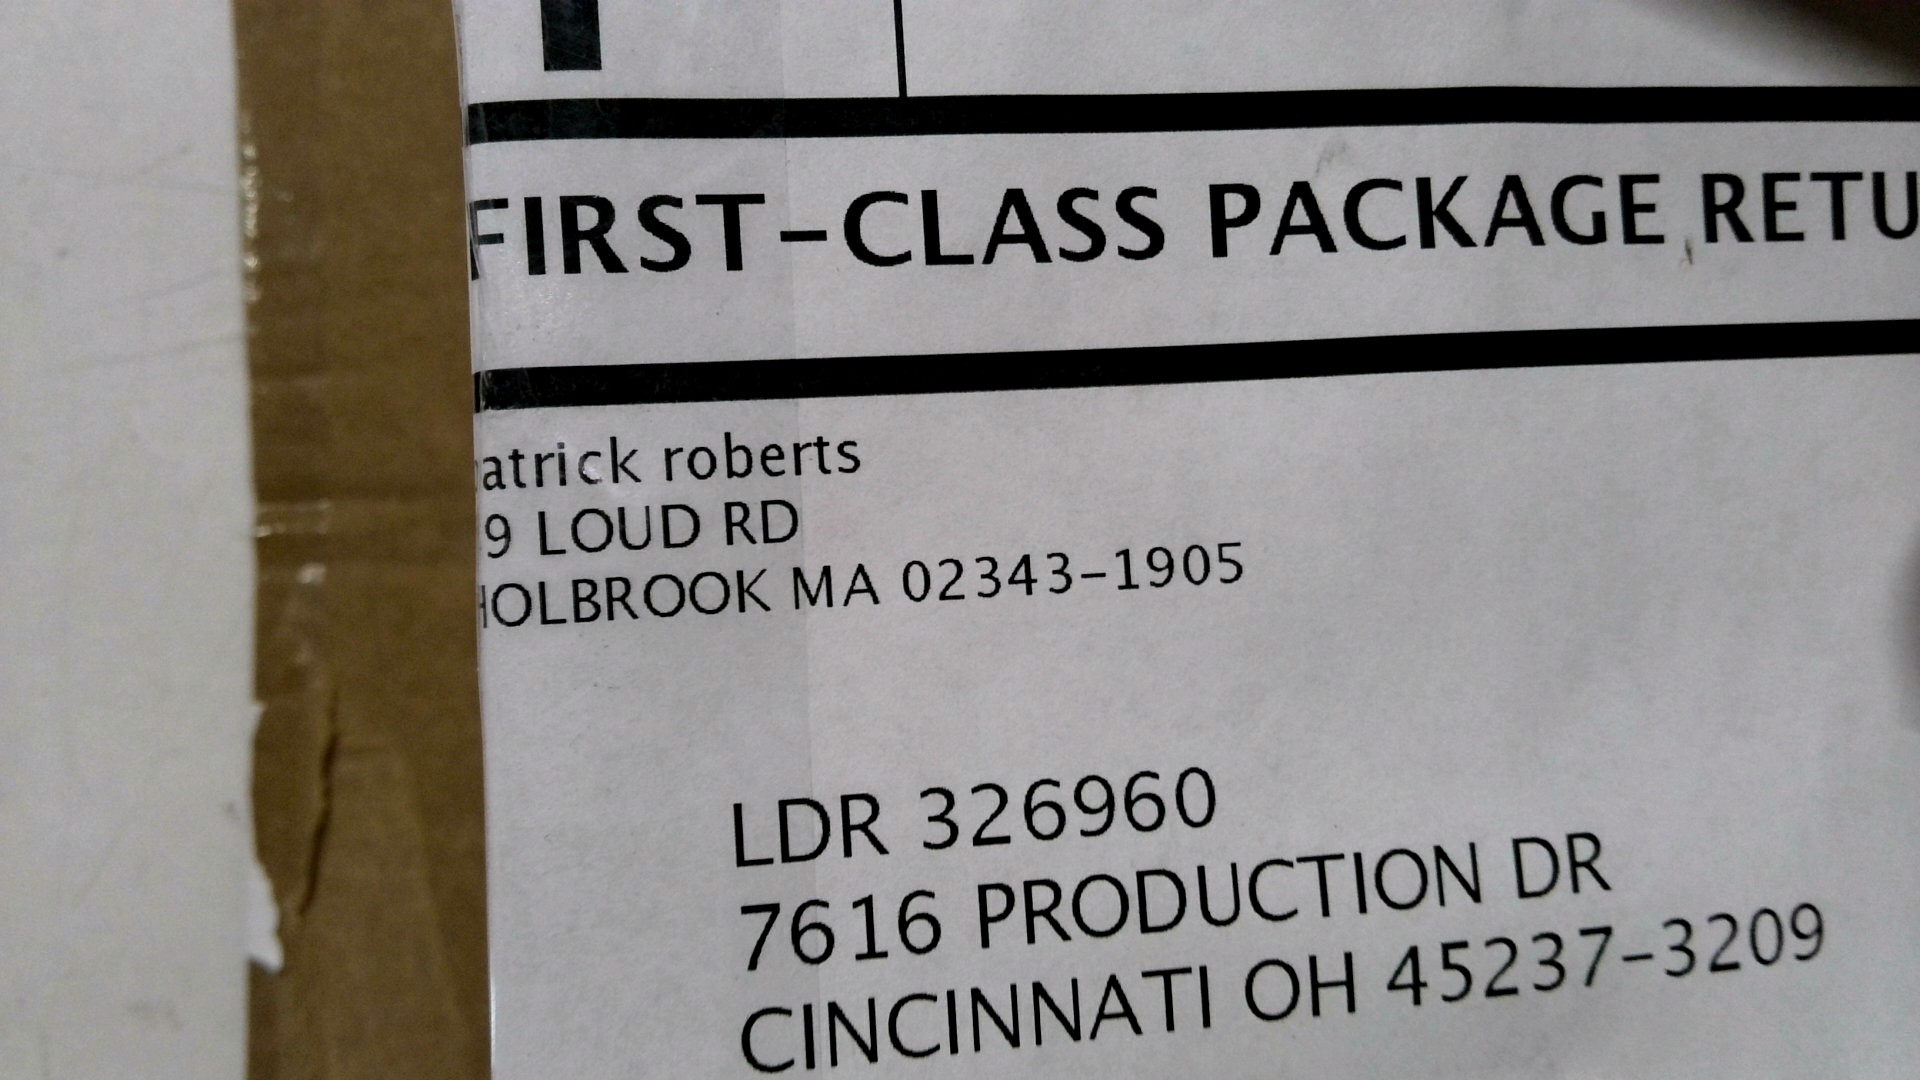 FIRST-CLASS PACKAGE RETU
atrick roberts
9 LOUD RD
HOLBROOK MA 02343-1905
LDR 326960
7616 PRODUCTION DR
CINCINNATI OH 45237-3209